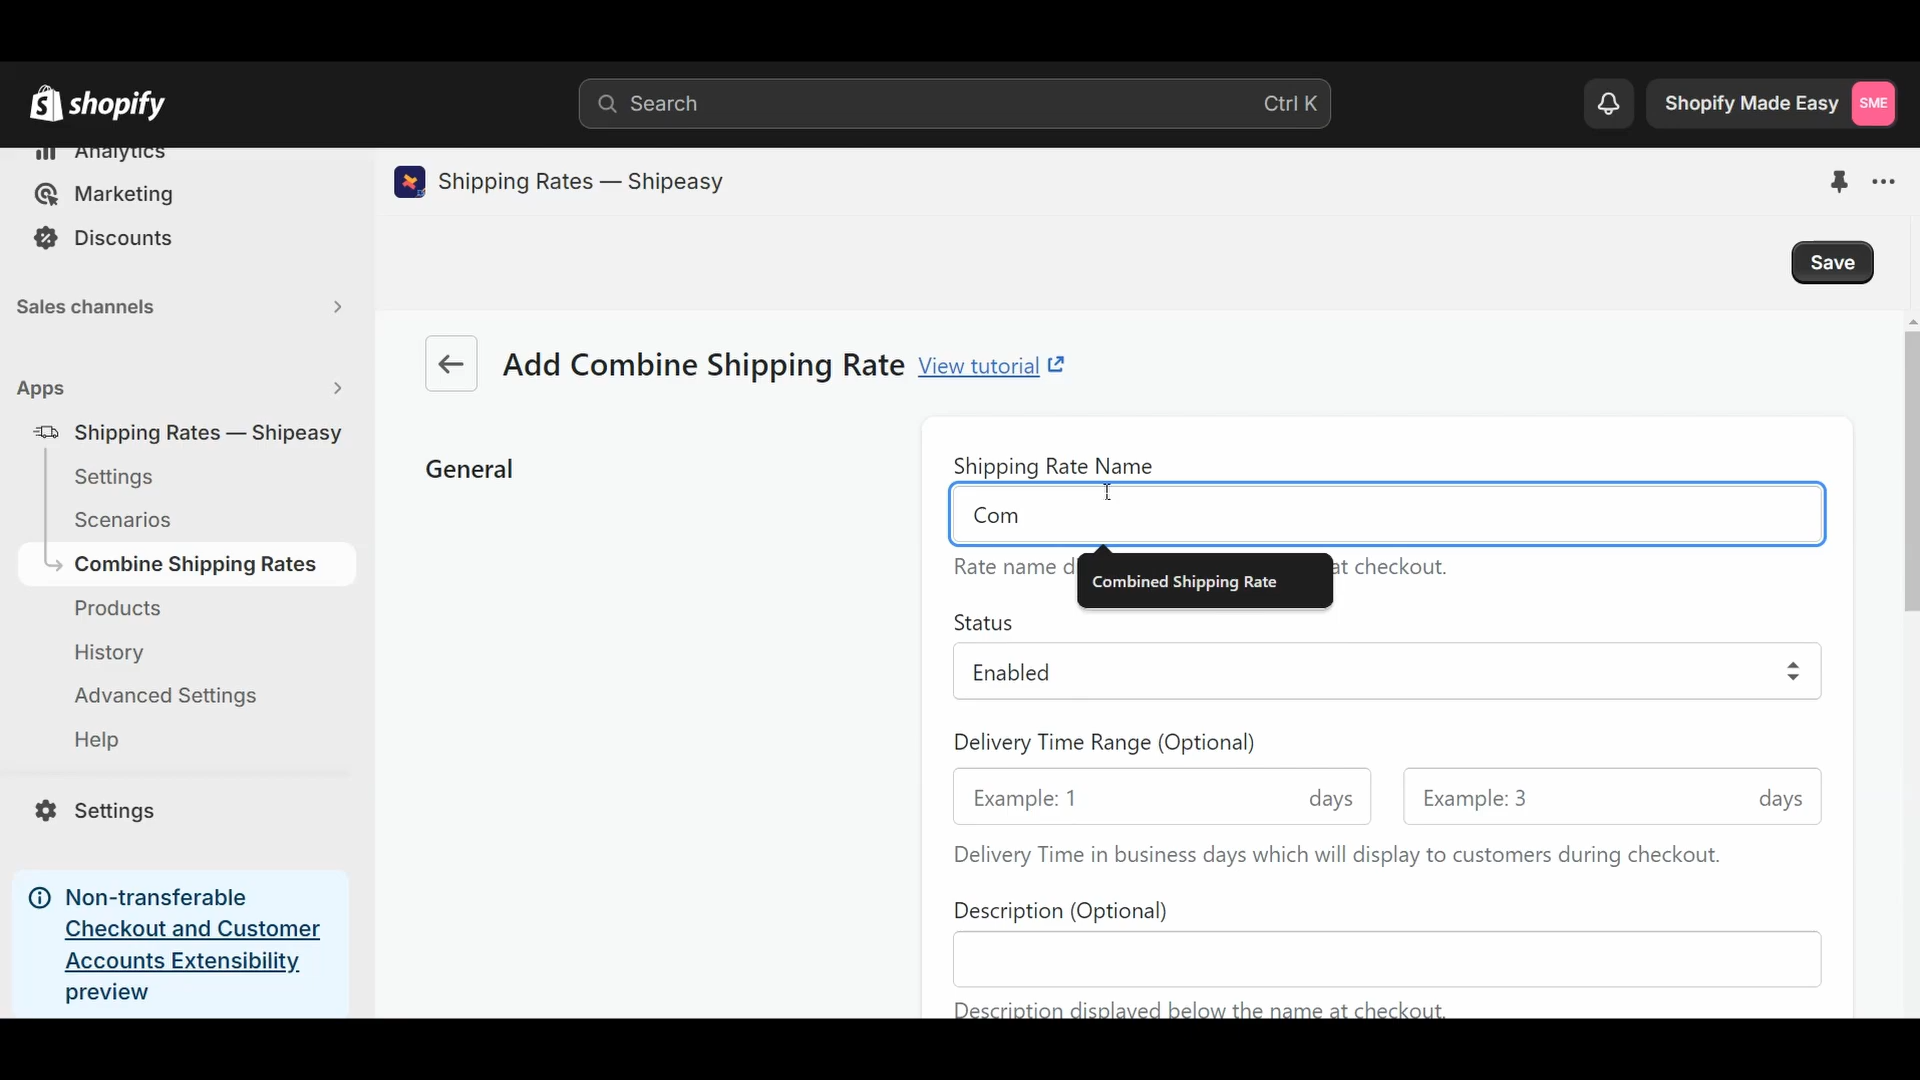 shopify
Search Ctrl K
Shopify Made Easy SME
Analytics
Marketing
Discounts
Sales channels
Apps
Shipping Rates — Shipeasy
Settings
Scenarios
Combine Shipping Rates
Products
History
Advanced Settings
Help
Settings
Non-transferable
Checkout and Customer
Accounts Extensibility
preview
Shipping Rates — Shipeasy
Save
Add Combine Shipping Rate View tutorial
General
Shipping Rate Name
Com
Rate name d at checkout.
Combined Shipping Rate
Status
Enabled
Delivery Time Range (Optional)
Example: 1 days Example: 3 days
Delivery Time in business days which will display to customers during checkout.
Description (Optional)
Description displayed below the name at checkout.